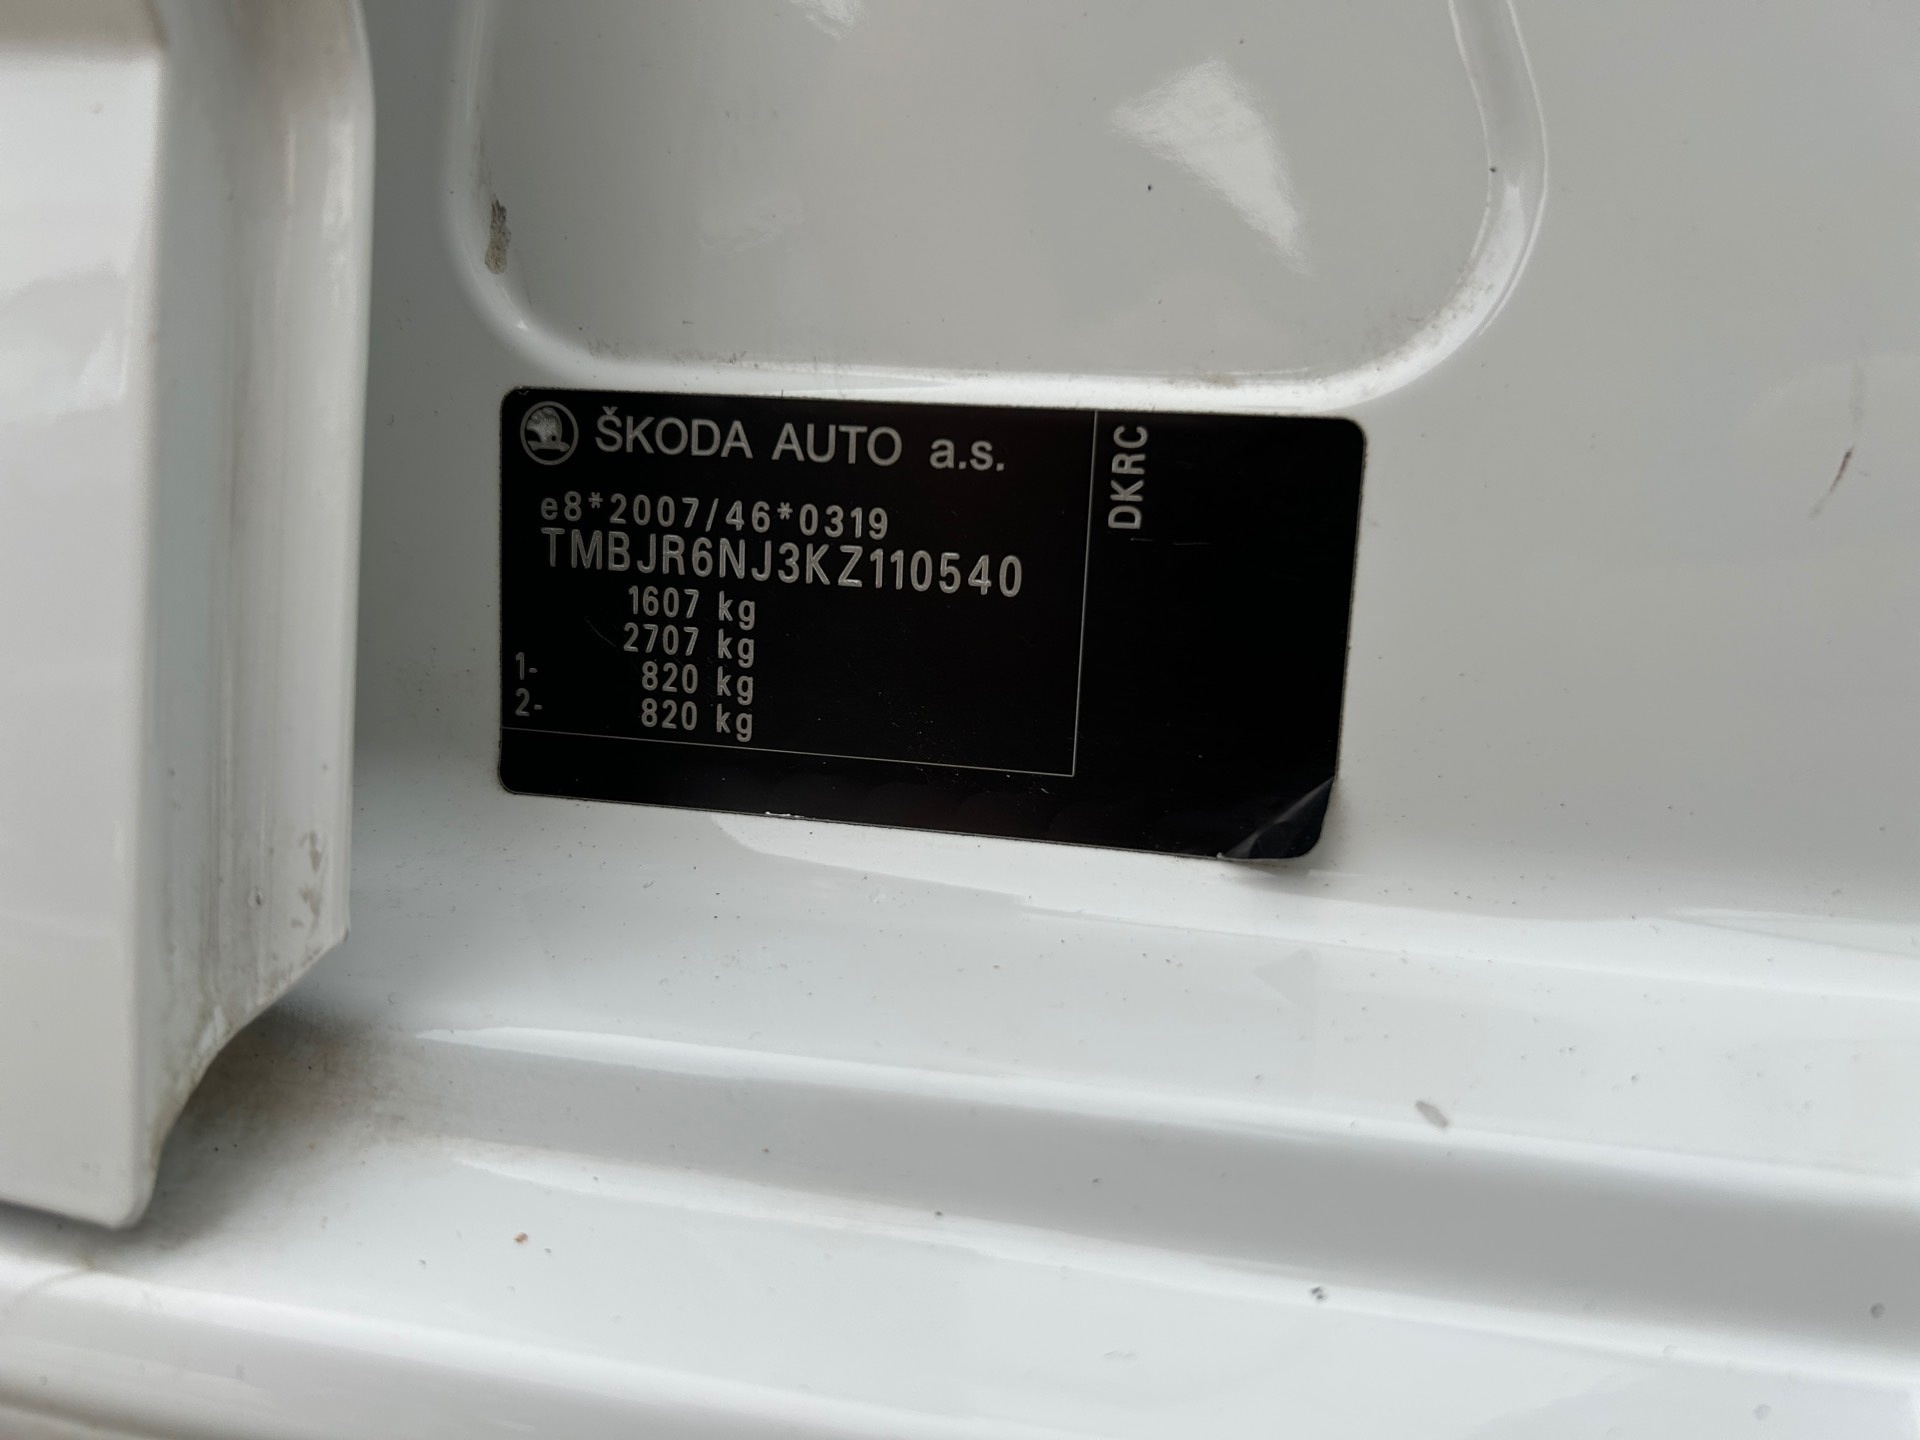 ŠKODA AUTO a.s.
e8*2007/46*0319
TMBJR6NJ3KZ110540
1607 kg
2707 kg
1- 820 kg
2- 820 kg
DKRC